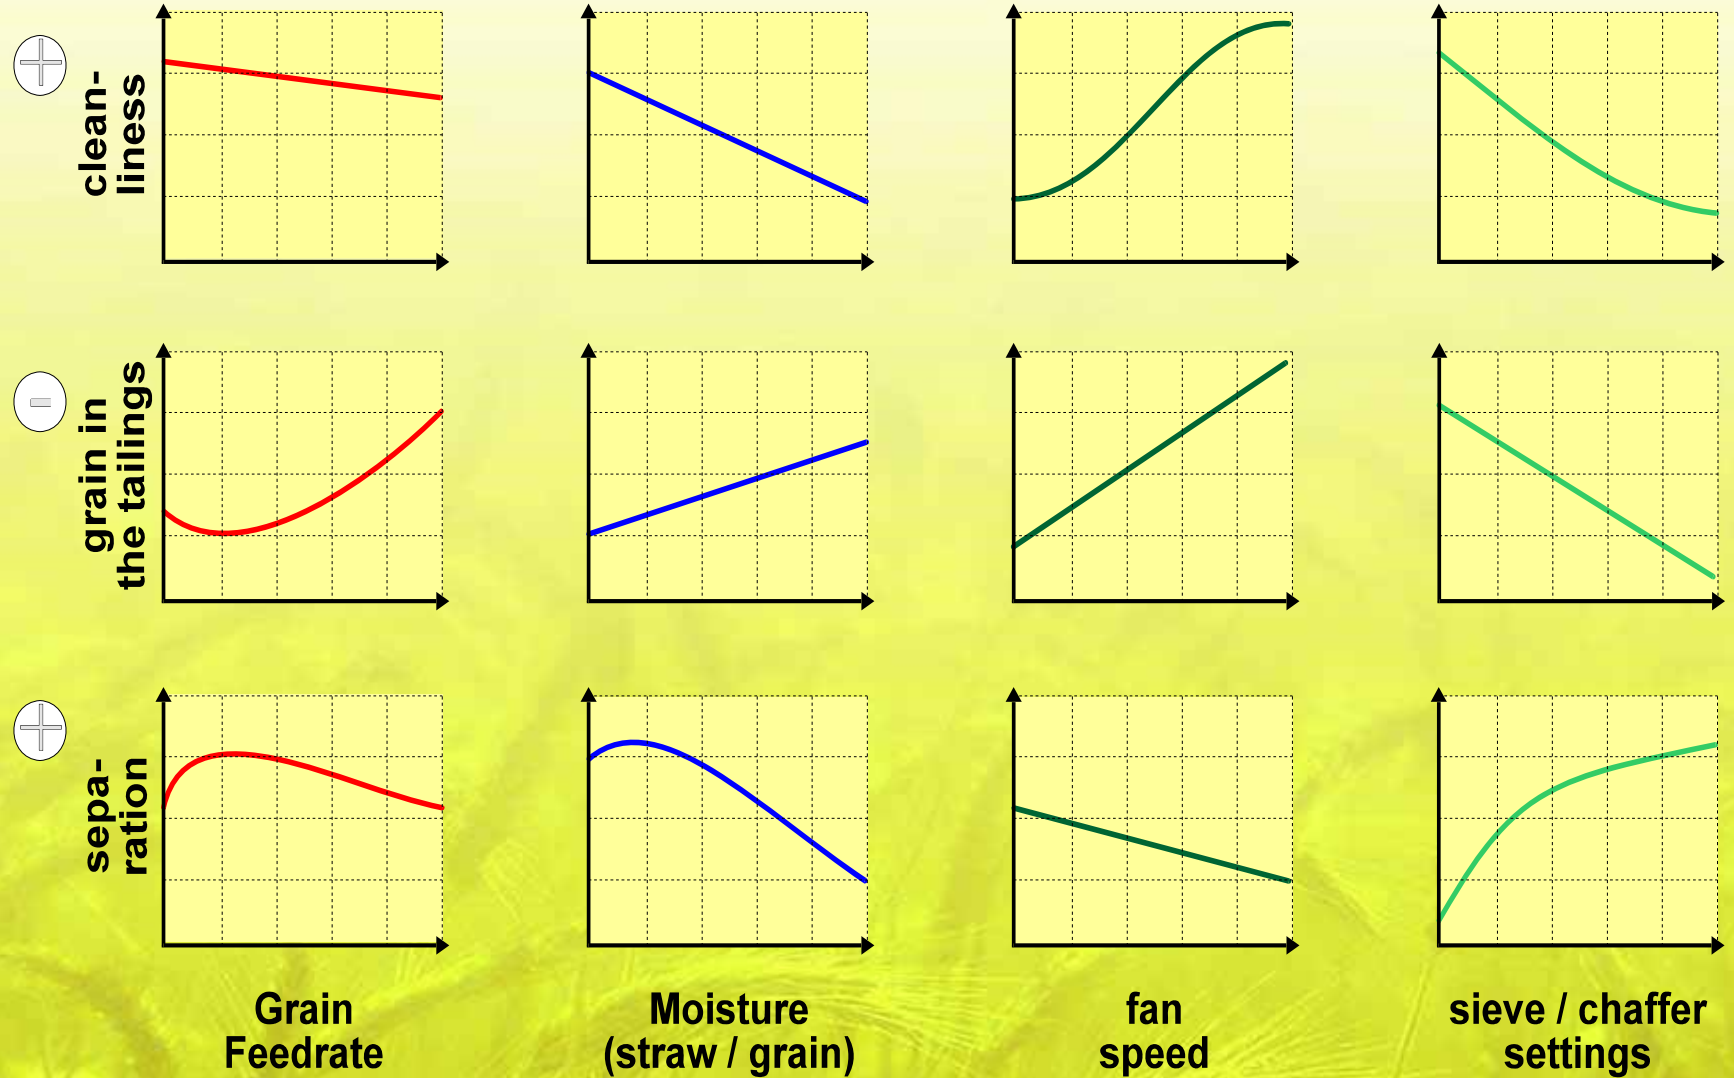 clean-
liness
grain in
the tailings
sepa-
ration
Grain
Feedrate
Moisture
(straw / grain)
fan
speed
sieve / chaffer
settings